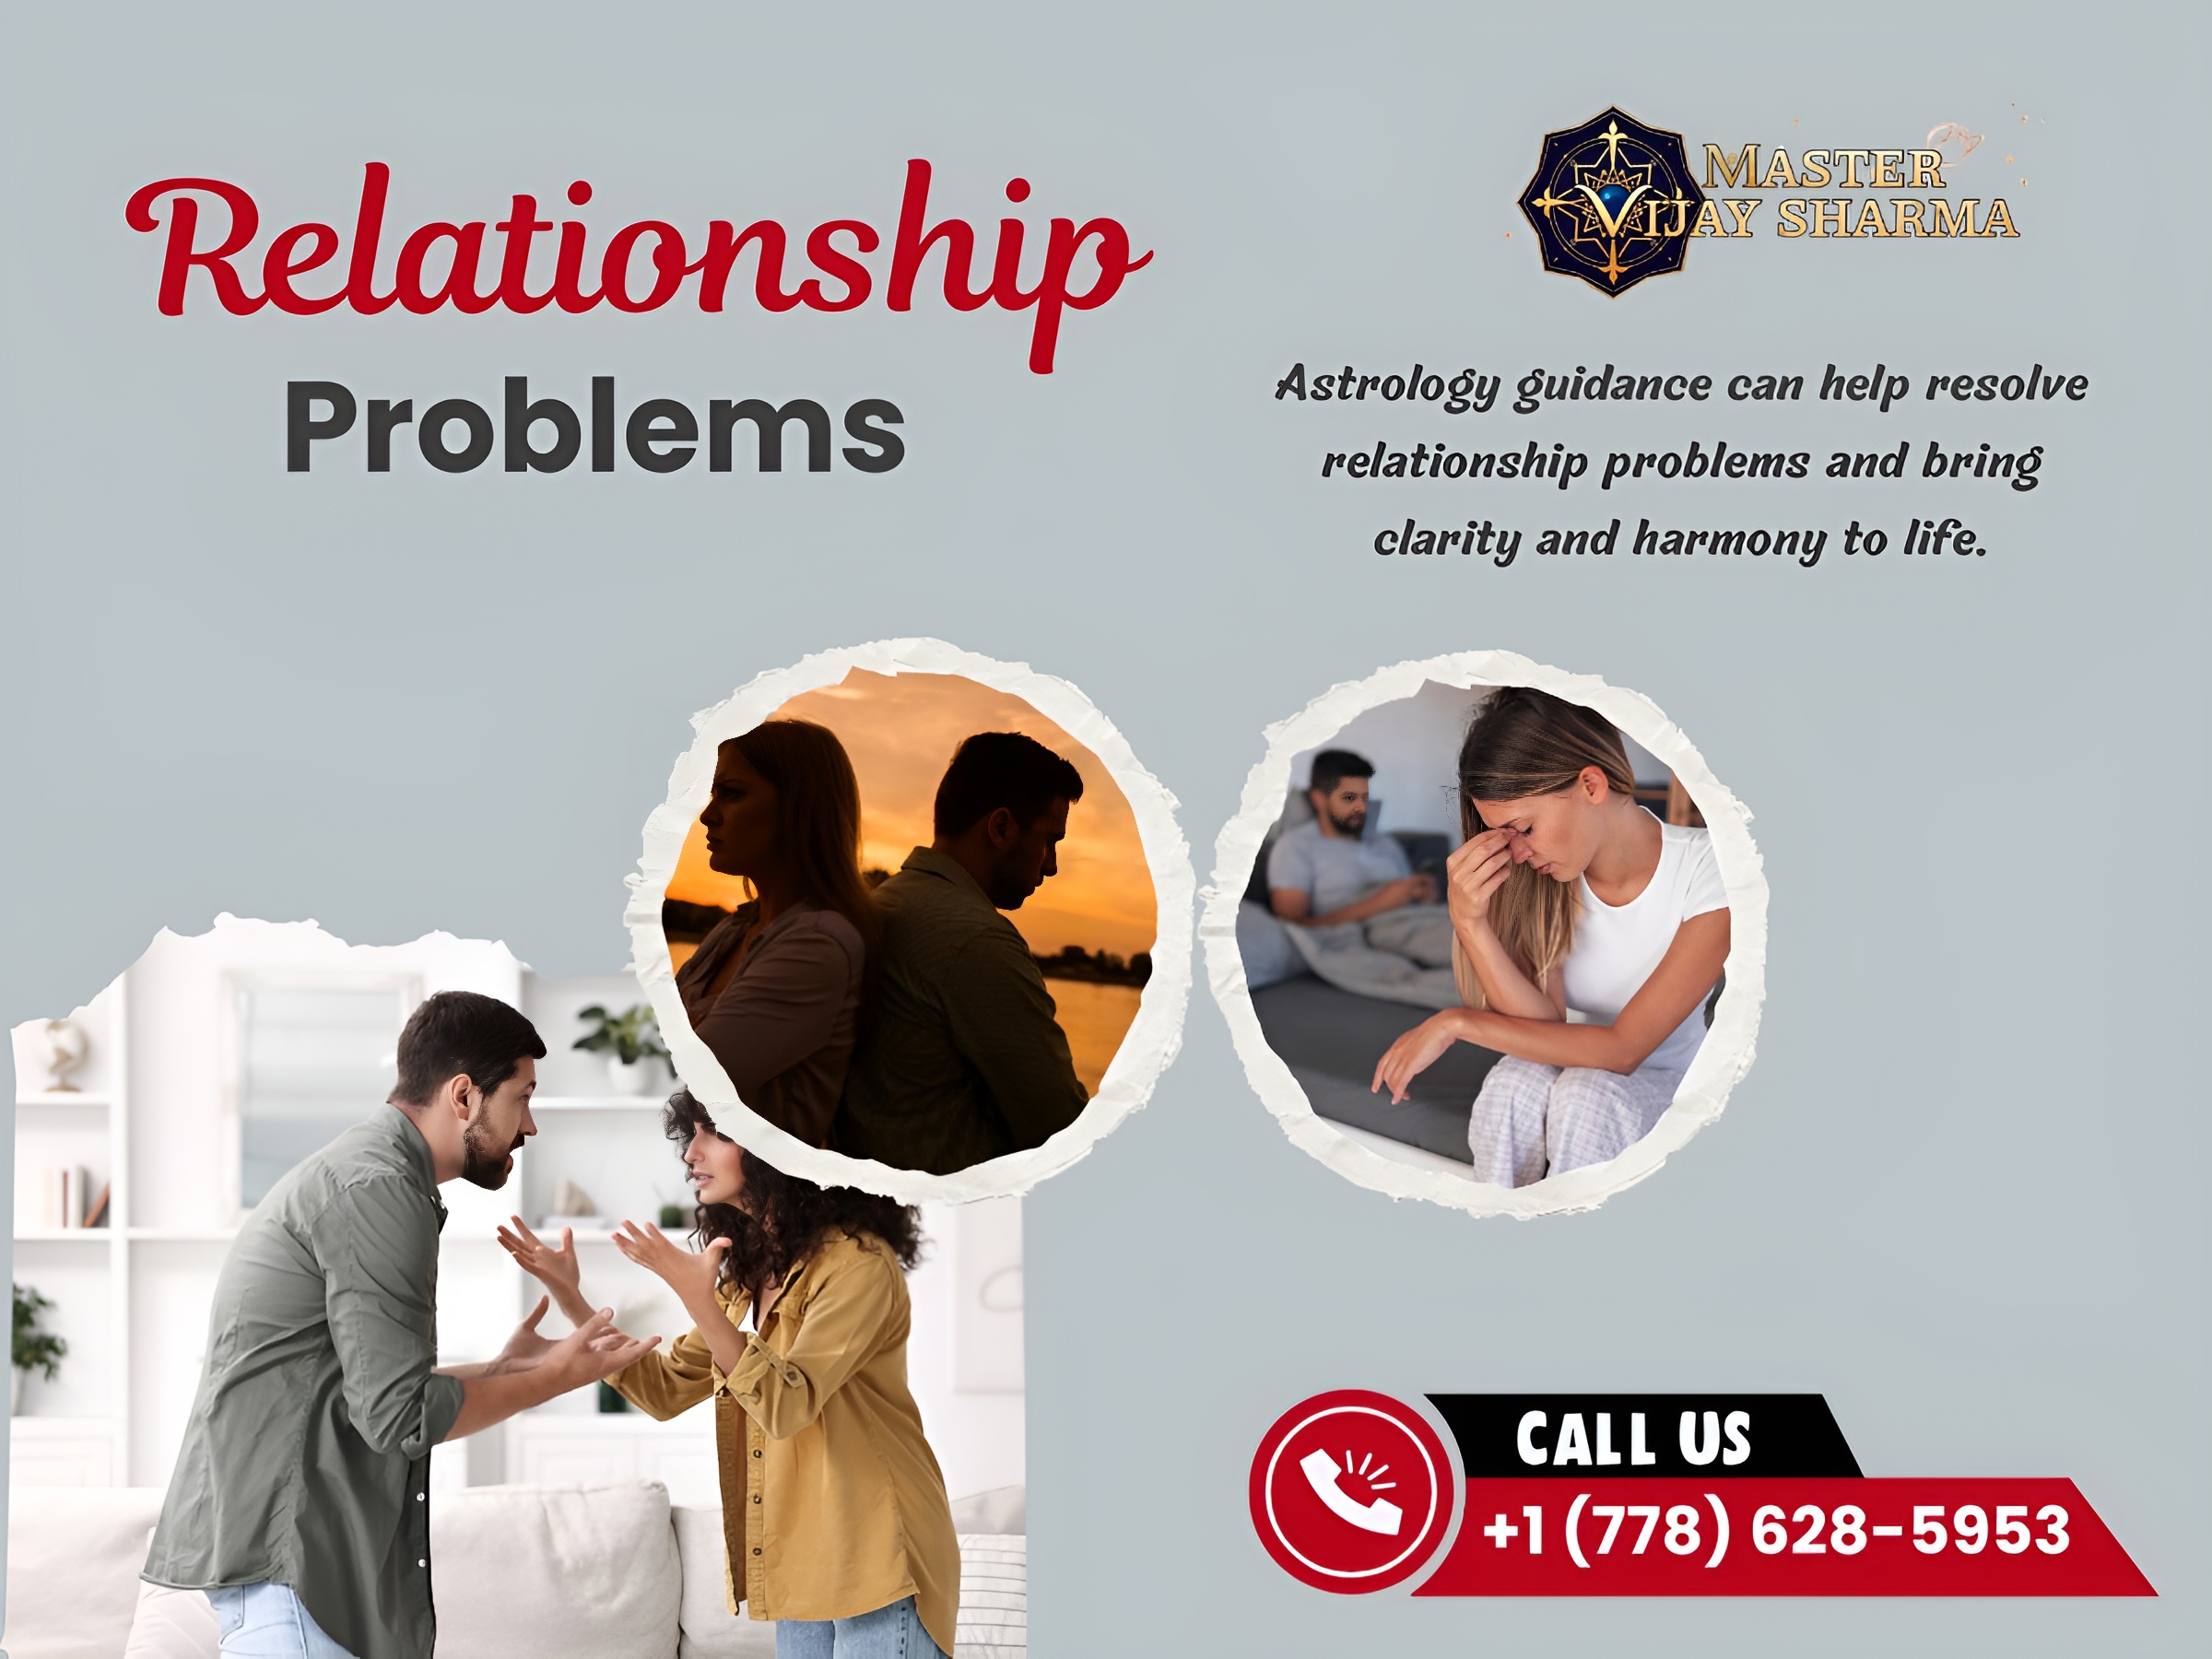 Relationship
Problems
MASTER
VIJAY SHARMA
Astrology guidance can help resolve
relationship problems and bring
clarity and harmony to life.
CALL US
+1 (778) 628-5953